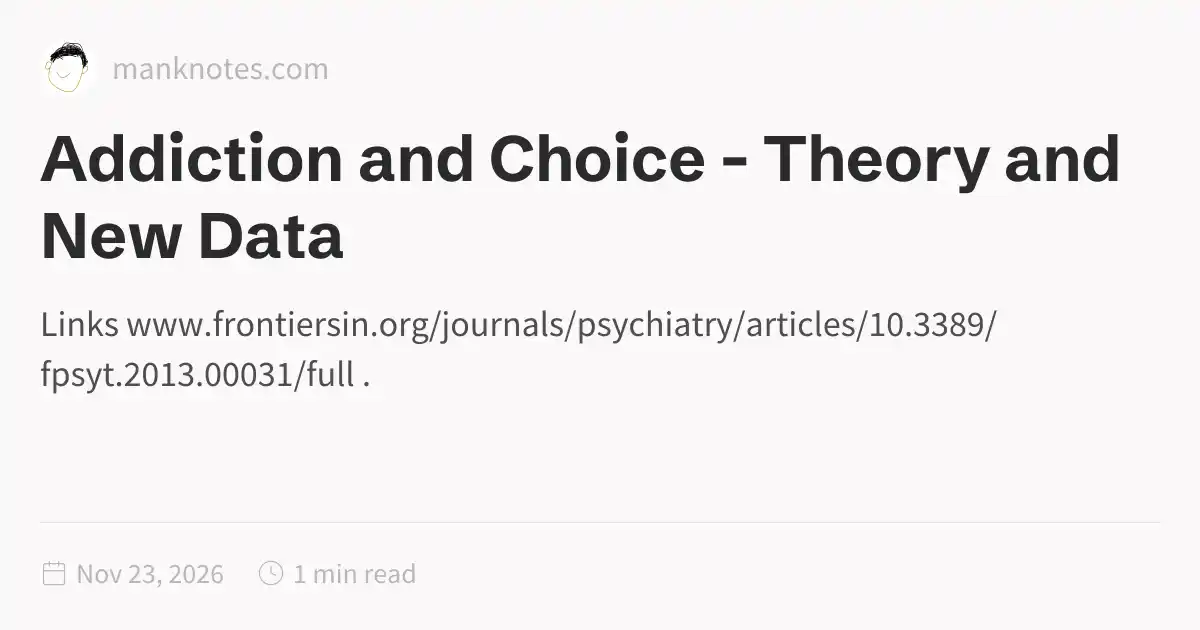 manknotes.com
Addiction and Choice - Theory and
New Data
Links www.frontiersin.org/journals/psychiatry/articles/10.3389/
fpsyt.2013.00031/full .
Nov 23, 2026 1 min read